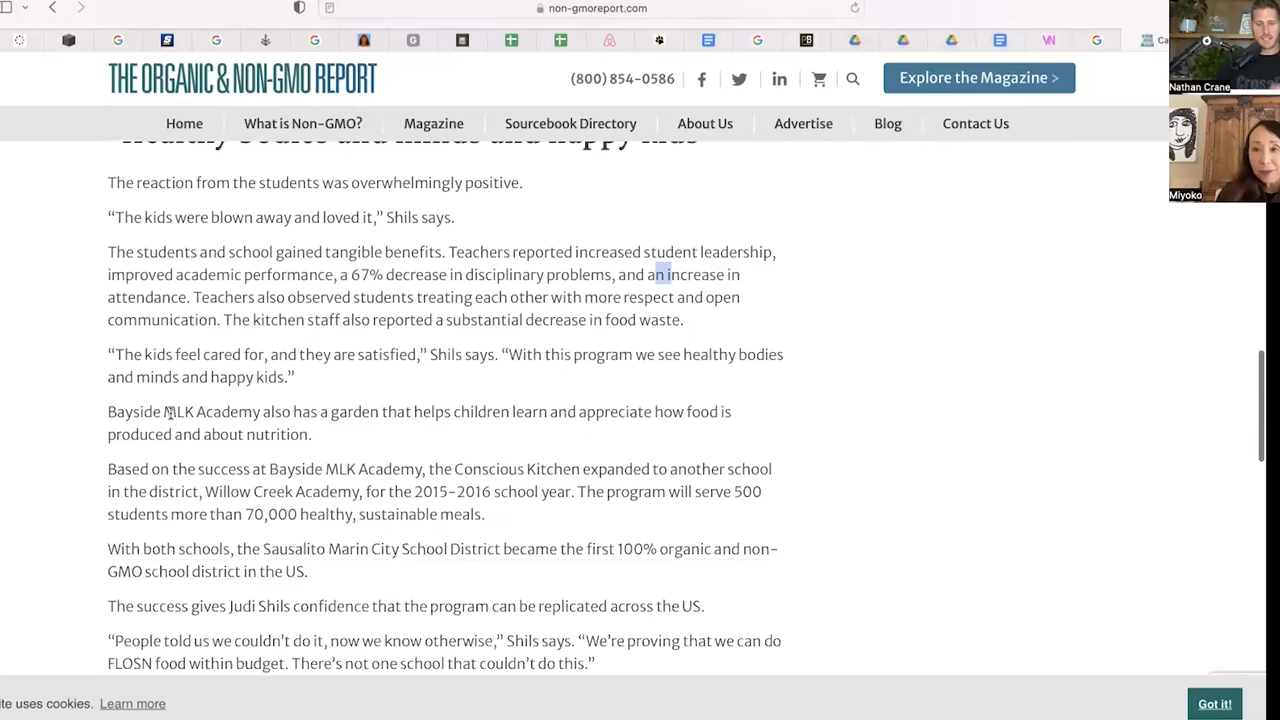 non-gmoreport.com
THE ORGANIC & NON-GMO REPORT
(800) 854-0586
Explore the Magazine >
Home
What is Non-GMO?
Magazine
Sourcebook Directory
About Us
Advertise
Blog
Contact Us
Nathan Crane
Miyoko
"Healthy bodies and minds and happy kids"
The reaction from the students was overwhelmingly positive.
“The kids were blown away and loved it,” Shils says.
The students and school gained tangible benefits. Teachers reported increased student leadership,
improved academic performance, a 67% decrease in disciplinary problems, and an increase in
attendance. Teachers also observed students treating each other with more respect and open
communication. The kitchen staff also reported a substantial decrease in food waste.
“The kids feel cared for, and they are satisfied,” Shils says. “With this program we see healthy bodies
and minds and happy kids.”
Bayside MLK Academy also has a garden that helps children learn and appreciate how food is
produced and about nutrition.
Based on the success at Bayside MLK Academy, the Conscious Kitchen expanded to another school
in the district, Willow Creek Academy, for the 2015-2016 school year. The program will serve 500
students more than 70,000 healthy, sustainable meals.
With both schools, the Sausalito Marin City School District became the first 100% organic and non-
GMO school district in the US.
The success gives Judi Shils confidence that the program can be replicated across the US.
“People told us we couldn’t do it, now we know otherwise,” Shils says. “We’re proving that we can do
FLOSN food within budget. There’s not one school that couldn’t do this.”
ite uses cookies. Learn more
Got it!